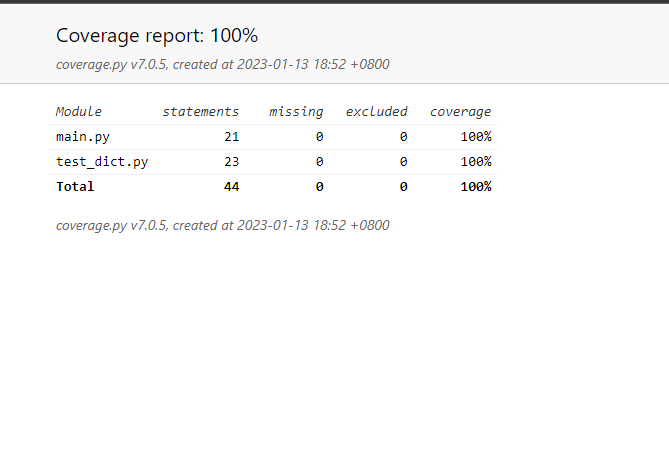 Coverage report: 100%
coverage.py v7.0.5, created at 2023-01-13 18:52 +0800
Module statements missing excluded coverage
main.py 21 0 0 100%
test_dict.py 23 0 0 100%
Total 44 0 0 100%
coverage.py v7.0.5, created at 2023-01-13 18:52 +0800